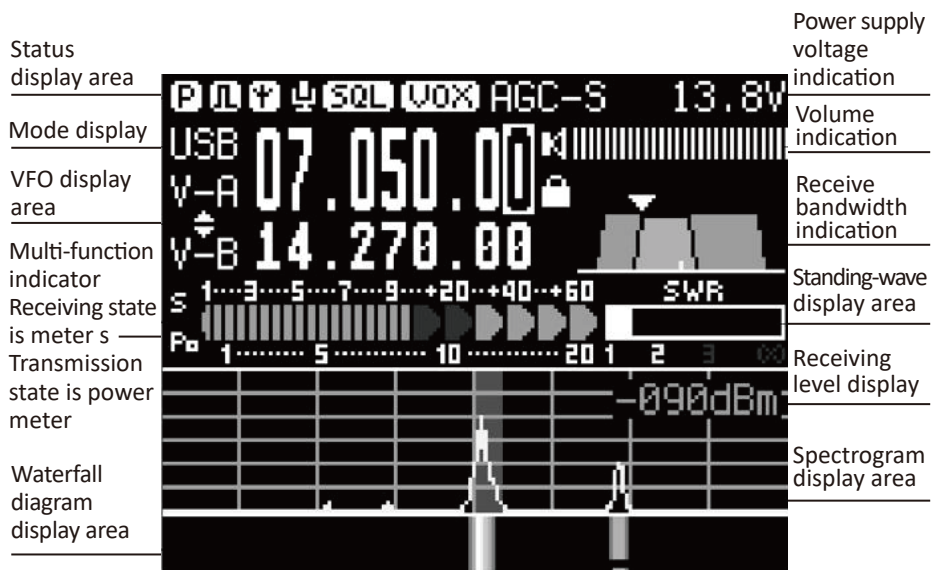 Status
display area
Mode display
VFO display
area
Multi-function
indicator
Receiving state
is meter s
Transmission
state is power
meter
Waterfall
diagram
display area
P SQL VOX AGC-S 13.8V
USB 07.050.00
V-A
V-B 14.270.00
S 1····3····5····7····9···+20··+40··+60 SWR
Po 1········· 5 ··········· 10 ··········· 20 1 2 3 ∞
-090dBm
Power supply
voltage
indication
Volume
indication
Receive
bandwidth
indication
Standing-wave
display area
Receiving
level display
Spectrogram
display area